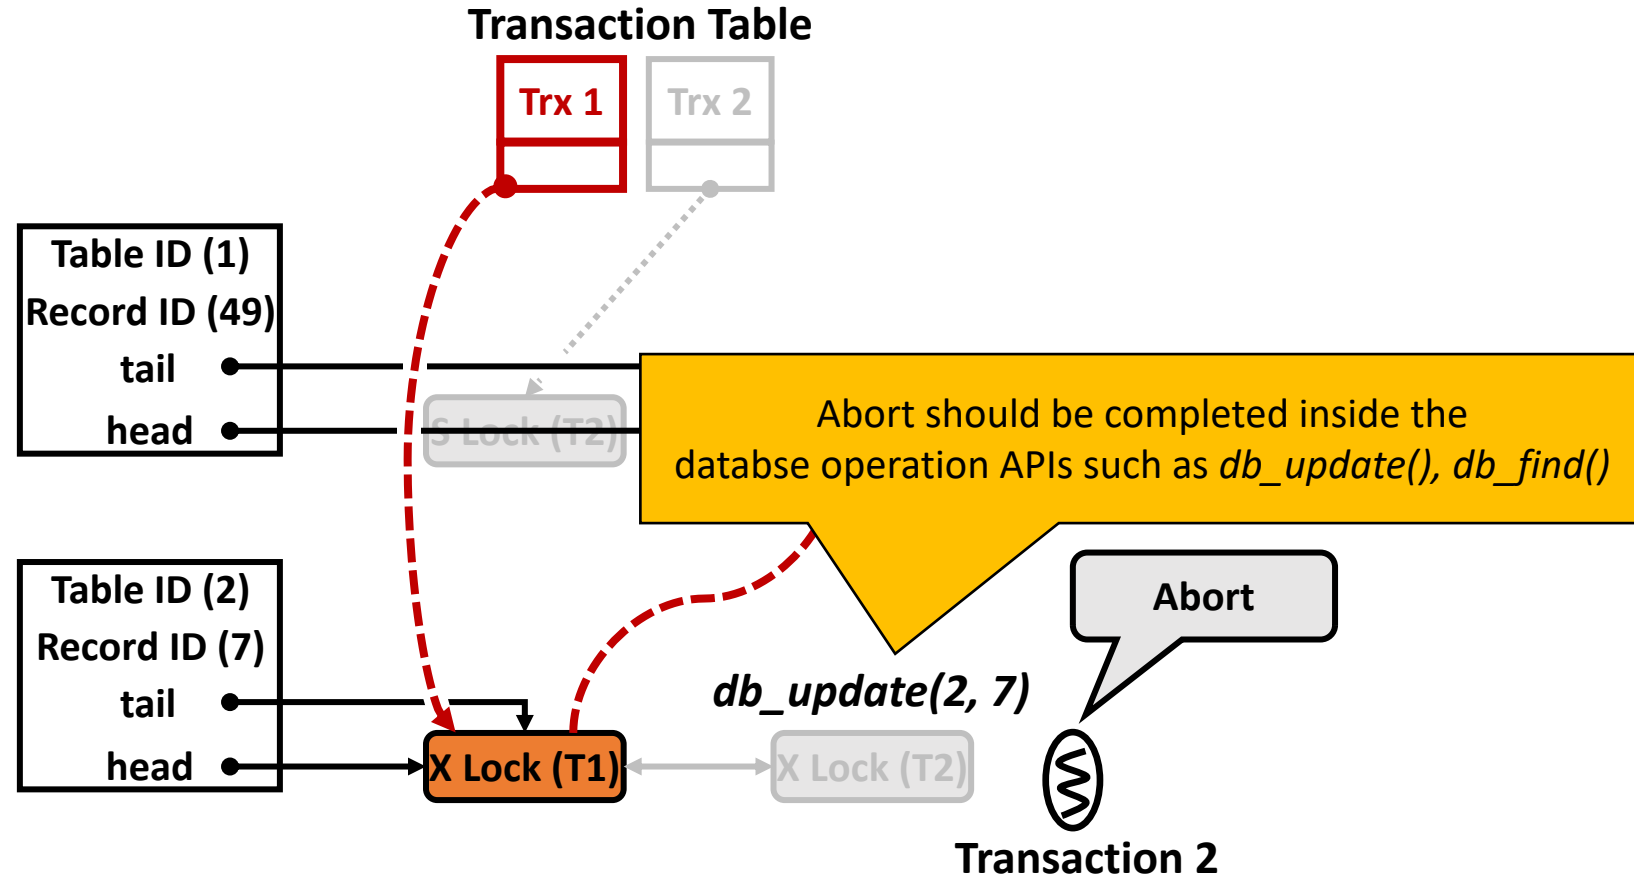 Transaction Table
Trx 1
Trx 2
Table ID (1)
Record ID (49)
tail
head
S Lock (T2)
Abort should be completed inside the
databse operation APIs such as db_update(), db_find()
Table ID (2)
Record ID (7)
tail
head
Abort
db_update(2, 7)
X Lock (T1)
X Lock (T2)
Transaction 2